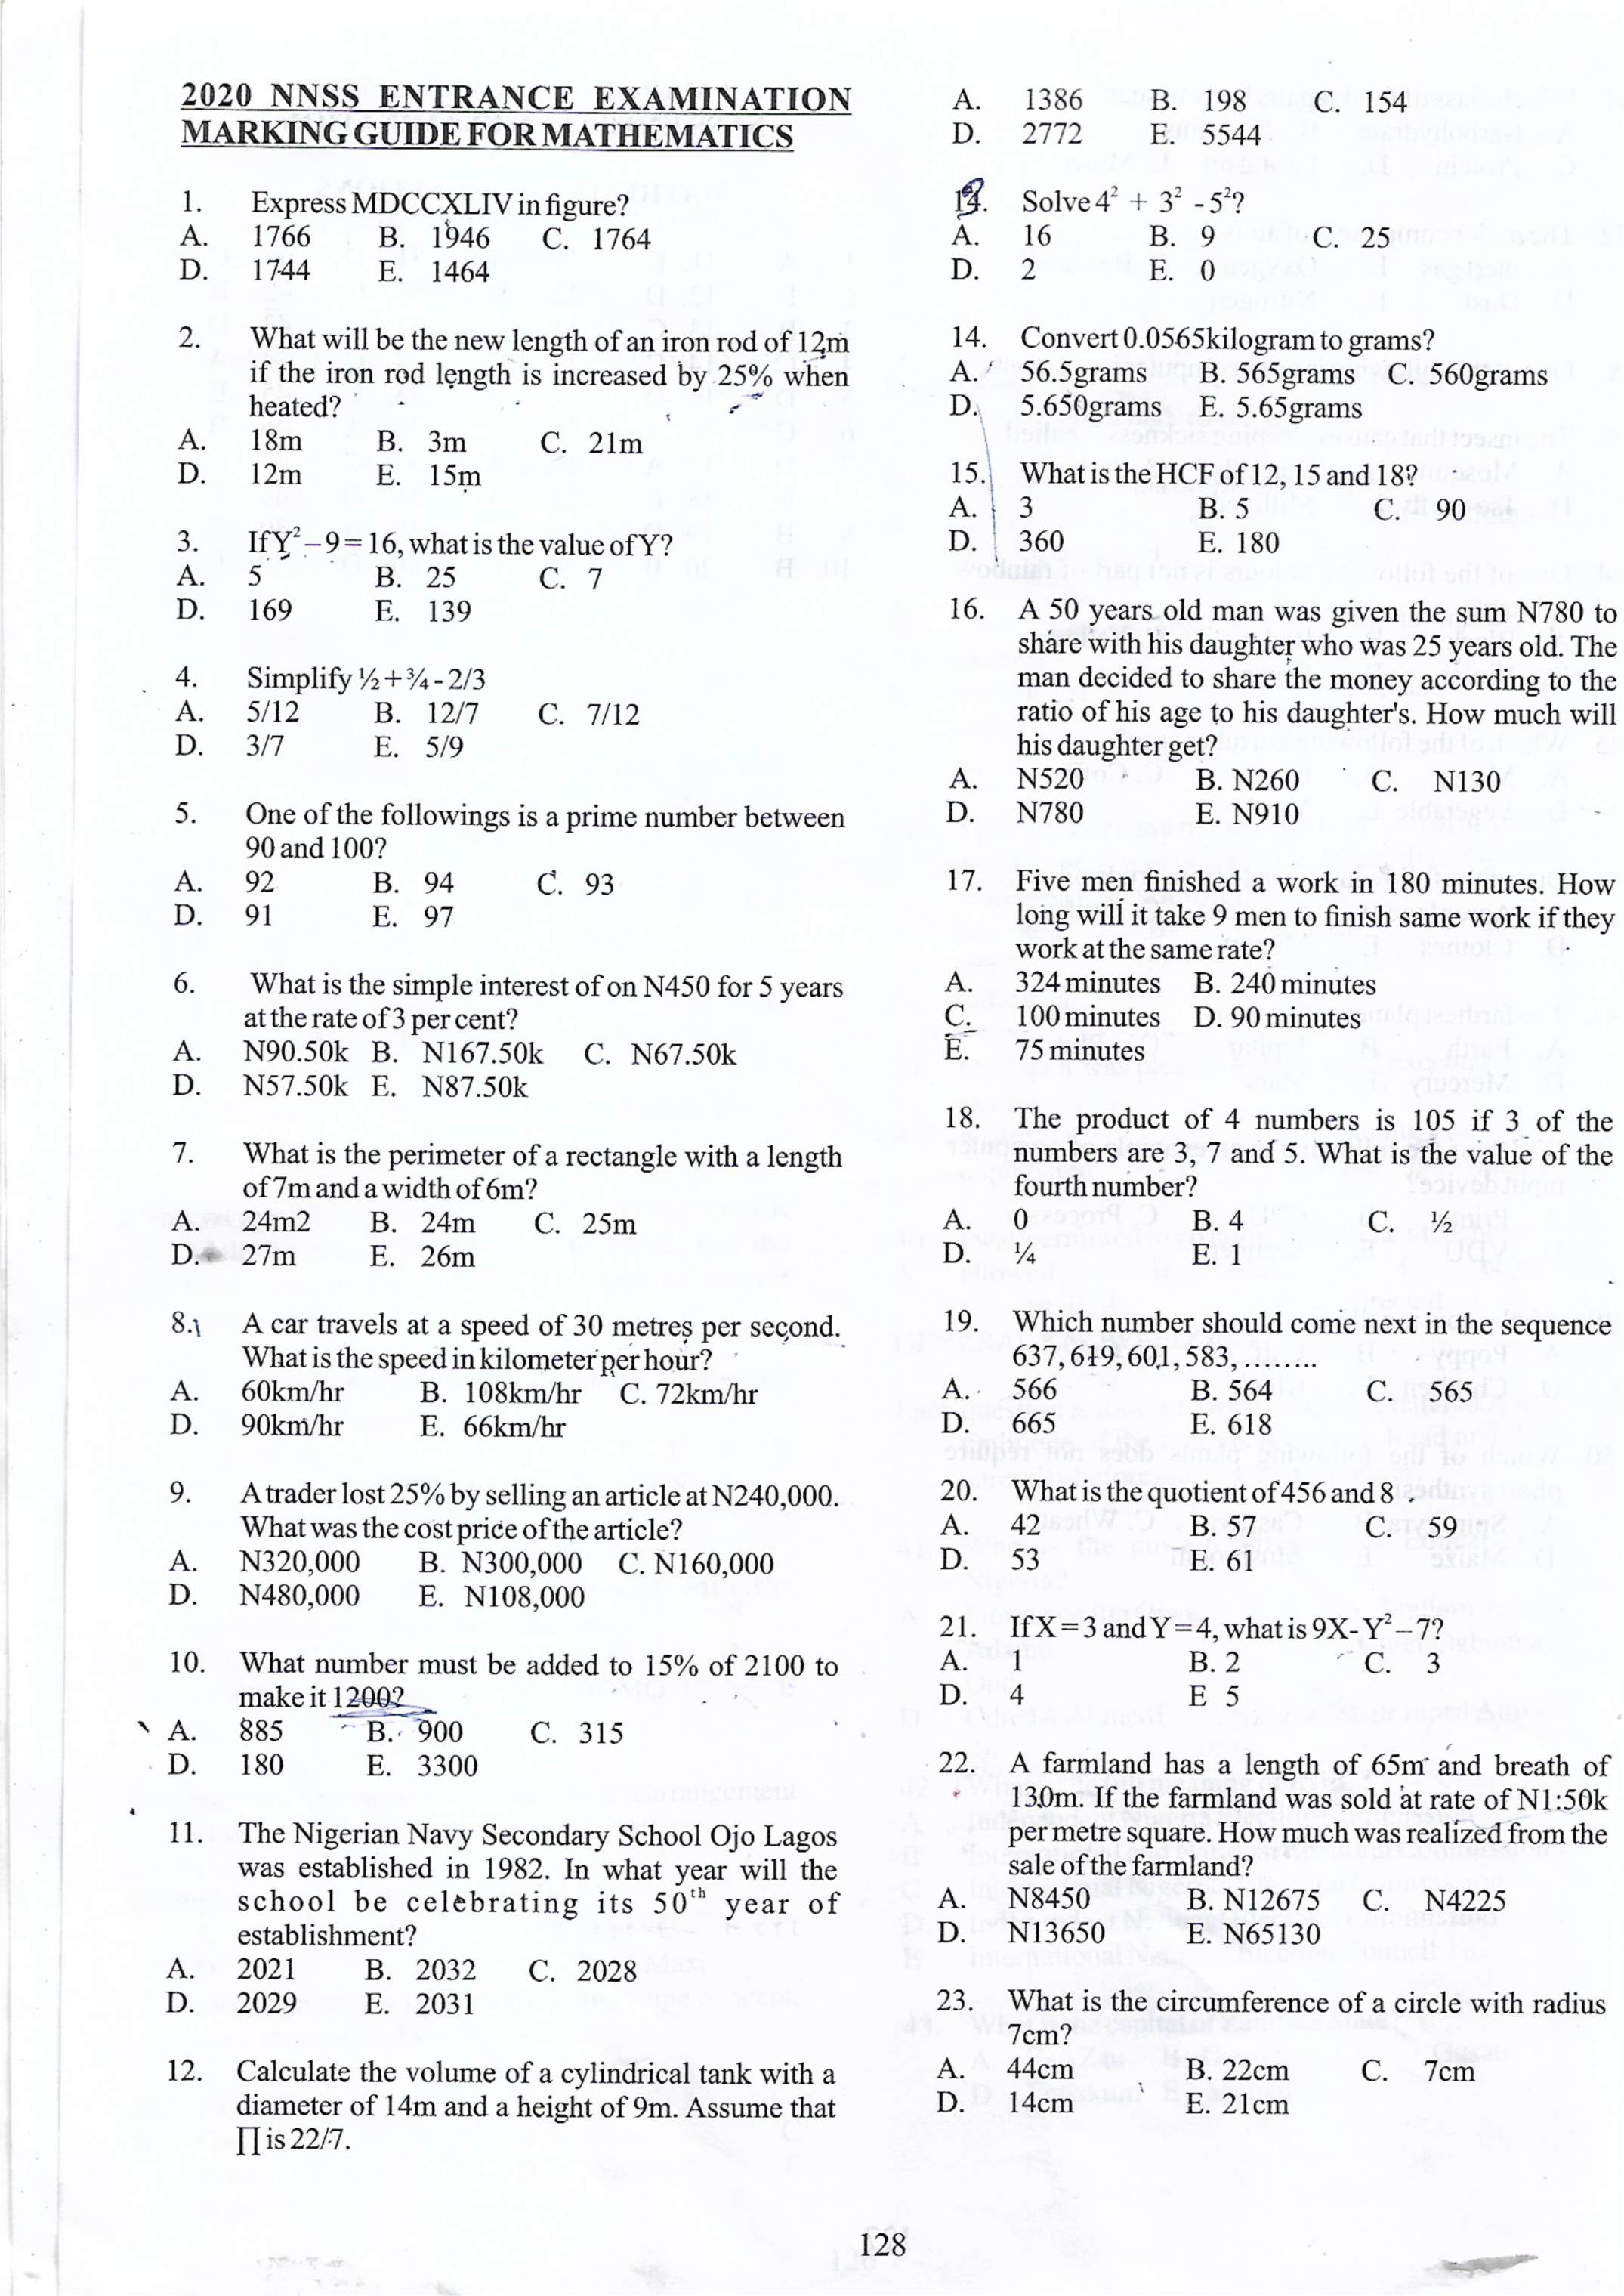 2020 NNSS ENTRANCE EXAMINATION
MARKING GUIDE FOR MATHEMATICS
1. Express MDCCXLIV in figure?
A. 1766 B. 1946 C. 1764
D. 1744 E. 1464
2. What will be the new length of an iron rod of 12m
if the iron rod length is increased by 25% when
heated?
A. 18m B. 3m C. 21m
D. 12m E. 15m
3. If Y² – 9 = 16, what is the value of Y?
A. 5 B. 25 C. 7
D. 169 E. 139
4. Simplify ½ + ¾ - 2/3
A. 5/12 B. 12/7 C. 7/12
D. 3/7 E. 5/9
5. One of the followings is a prime number between
90 and 100?
A. 92 B. 94 C. 93
D. 91 E. 97
6. What is the simple interest of on N450 for 5 years
at the rate of 3 per cent?
A. N90.50k B. N167.50k C. N67.50k
D. N57.50k E. N87.50k
7. What is the perimeter of a rectangle with a length
of 7m and a width of 6m?
A. 24m2 B. 24m C. 25m
D. 27m E. 26m
8. A car travels at a speed of 30 metres per second.
What is the speed in kilometer per hour?
A. 60km/hr B. 108km/hr C. 72km/hr
D. 90km/hr E. 66km/hr
9. A trader lost 25% by selling an article at N240,000.
What was the cost price of the article?
A. N320,000 B. N300,000 C. N160,000
D. N480,000 E. N108,000
10. What number must be added to 15% of 2100 to
make it 1200?
A. 885 B. 900 C. 315
D. 180 E. 3300
11. The Nigerian Navy Secondary School Ojo Lagos
was established in 1982. In what year will the
school be celebrating its 50th year of
establishment?
A. 2021 B. 2032 C. 2028
D. 2029 E. 2031
12. Calculate the volume of a cylindrical tank with a
diameter of 14m and a height of 9m. Assume that
∏ is 22/7.
A. 1386 B. 198 C. 154
D. 2772 E. 5544
13. Solve 4² + 3² - 5²?
A. 16 B. 9 C. 25
D. 2 E. 0
14. Convert 0.0565kilogram to grams?
A. 56.5grams B. 565grams C. 560grams
D. 5.650grams E. 5.65grams
15. What is the HCF of 12, 15 and 18?
A. 3 B. 5 C. 90
D. 360 E. 180
16. A 50 years old man was given the sum N780 to
share with his daughter who was 25 years old. The
man decided to share the money according to the
ratio of his age to his daughter's. How much will
his daughter get?
A. N520 B. N260 C. N130
D. N780 E. N910
17. Five men finished a work in 180 minutes. How
long will it take 9 men to finish same work if they
work at the same rate?
A. 324 minutes B. 240 minutes
C. 100 minutes D. 90 minutes
E. 75 minutes
18. The product of 4 numbers is 105 if 3 of the
numbers are 3, 7 and 5. What is the value of the
fourth number?
A. 0 B. 4 C. ½
D. ¼ E. 1
19. Which number should come next in the sequence
637, 619, 601, 583, ........
A. 566 B. 564 C. 565
D. 665 E. 618
20. What is the quotient of 456 and 8
A. 42 B. 57 C. 59
D. 53 E. 61
21. If X = 3 and Y = 4, what is 9X - Y² – 7?
A. 1 B. 2 C. 3
D. 4 E 5
22. A farmland has a length of 65m and breath of
130m. If the farmland was sold at rate of N1:50k
per metre square. How much was realized from the
sale of the farmland?
A. N8450 B. N12675 C. N4225
D. N13650 E. N65130
23. What is the circumference of a circle with radius
7cm?
A. 44cm B. 22cm C. 7cm
D. 14cm E. 21cm
128